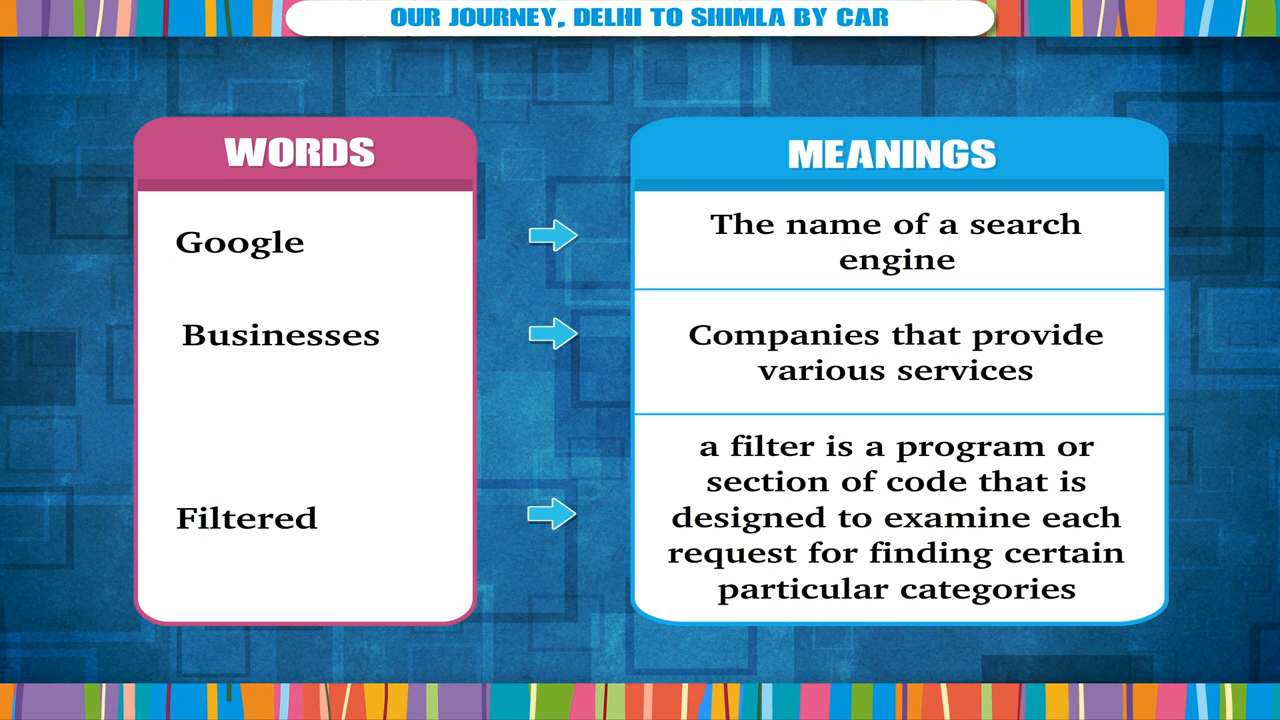 OUR JOURNEY, DELHI TO SHIMLA BY CAR
WORDS
MEANINGS
Google
The name of a search
engine
Businesses
Companies that provide
various services
Filtered
a filter is a program or
section of code that is
designed to examine each
request for finding certain
particular categories